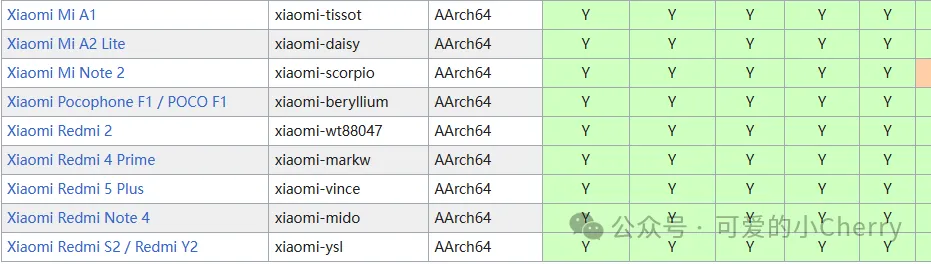 Xiaomi Mi A1 xiaomi-tissot AArch64 Y Y Y Y Y
Xiaomi Mi A2 Lite xiaomi-daisy AArch64 Y Y Y Y Y
Xiaomi Mi Note 2 xiaomi-scorpio AArch64 Y Y Y Y Y
Xiaomi Pocophone F1 / POCO F1 xiaomi-beryllium AArch64 Y Y Y Y Y
Xiaomi Redmi 2 xiaomi-wt88047 AArch64 Y Y Y Y Y
Xiaomi Redmi 4 Prime xiaomi-markw AArch64 Y Y Y Y Y
Xiaomi Redmi 5 Plus xiaomi-vince AArch64 Y Y Y Y Y
Xiaomi Redmi Note 4 xiaomi-mido AArch64 Y Y Y Y Y
公众号 · 可爱的小Cherry
Xiaomi Redmi S2 / Redmi Y2 xiaomi-ysl AArch64 Y Y Y Y Y